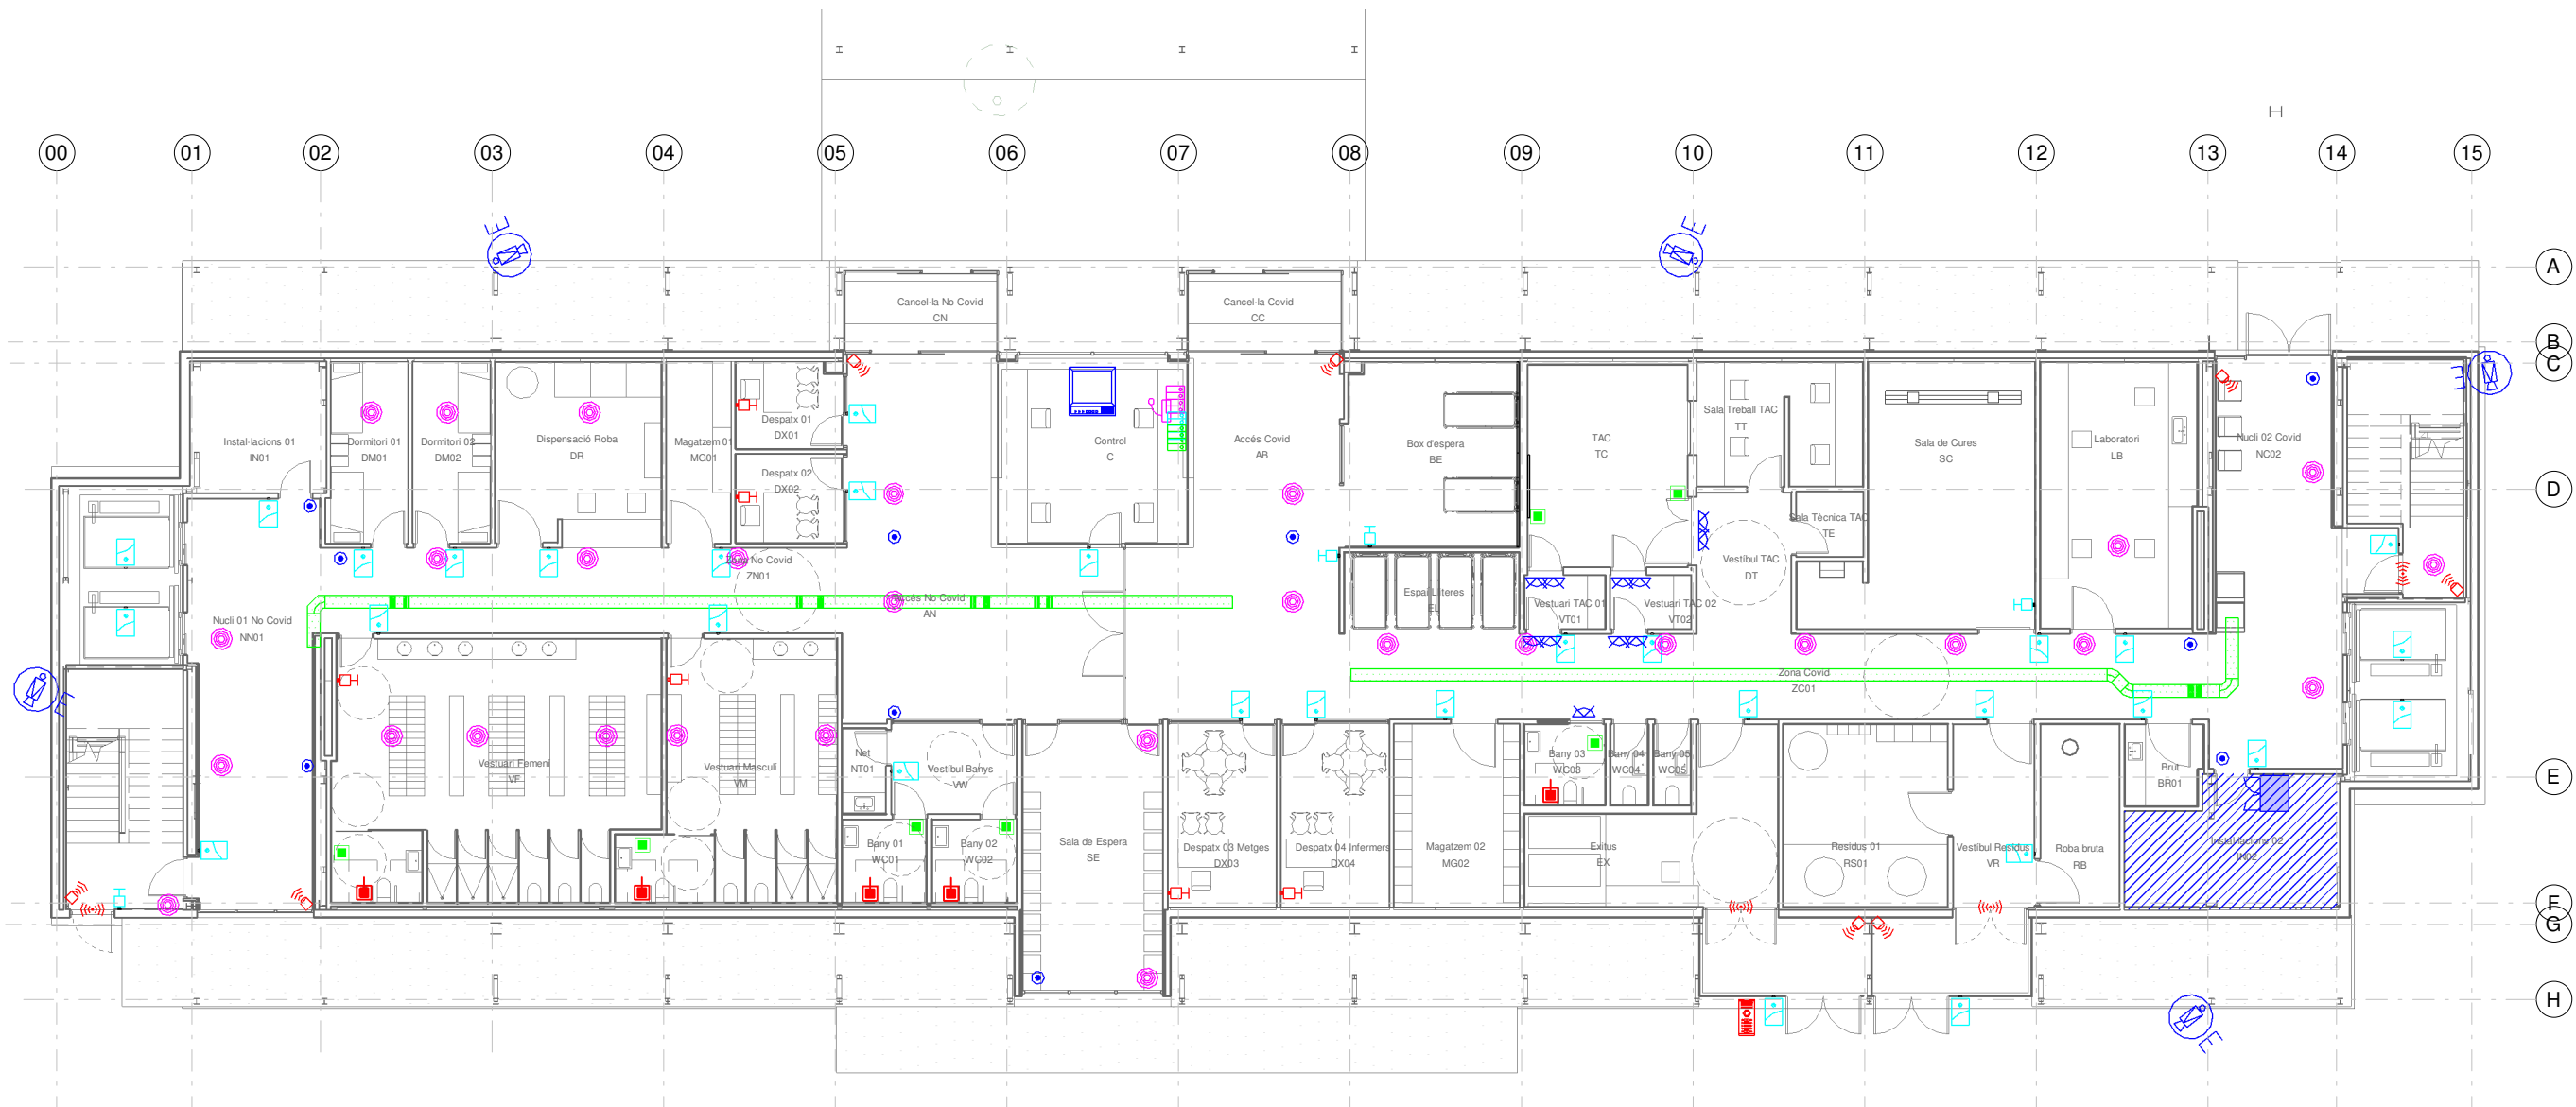 00 01 02 03 04 05 06 07 08 09 10 11 12 13 14 15
E
E
A
Cancel·la No Covid
CN
Cancel·la Covid
CC
B
C
E
Despatx 01
DX01
Sala Treball TAC
TT
Instal·lacions 01
IN01
Dormitori 01
DM01
Dormitori 02
DM02
Dispensació Roba
DR
Magatzem 01
MG01
Control
C
Accés Covid
AB
Box d'espera
BE
TAC
TC
Sala de Cures
SC
Laboratori
LB
Nucli 02 Covid
NC02
Despatx 02
DX02
D
Sala Tècnica TAC
TE
Vestíbul TAC
DT
No Covid
ZN01
Accés No Covid
AN
Espai Lliteres
EL
Vestuari TAC 01
VT01
Vestuari TAC 02
VT02
Nucli 01 No Covid
NN01
Zona Covid
ZC01
E
Net
NT01
Vestíbul Banys
VW
Bany 03
WC03
Bany 04
WC04
Bany 05
WC05
Brut
BR01
Vestuari Femení
VF
Vestuari Masculí
VM
E
Bany 01
WC01
Bany 02
WC02
Sala de Espera
SE
Despatx 03 Metges
DX03
Despatx 04 Infermers
DX04
Magatzem 02
MG02
Exitus
EX
Residus 01
RS01
Vestíbul Residus
VR
Roba bruta
RB
Instal·lacions 02
IN02
F
G
H
E